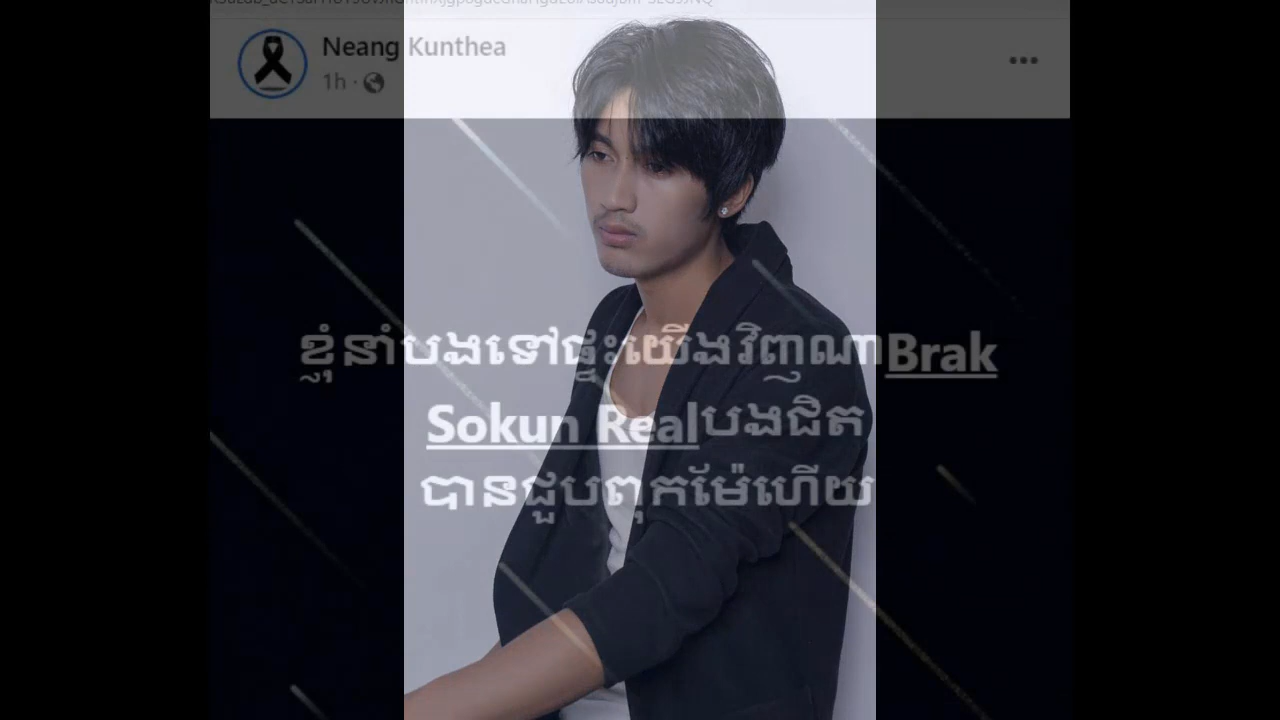 Neang Kunthea
1h ·
ខ្ញុំនាំបងទៅផ្ទះយើងវិញណាBrak
Sokun Realបងជិត
បានជួបពុកម៉ែហើយ